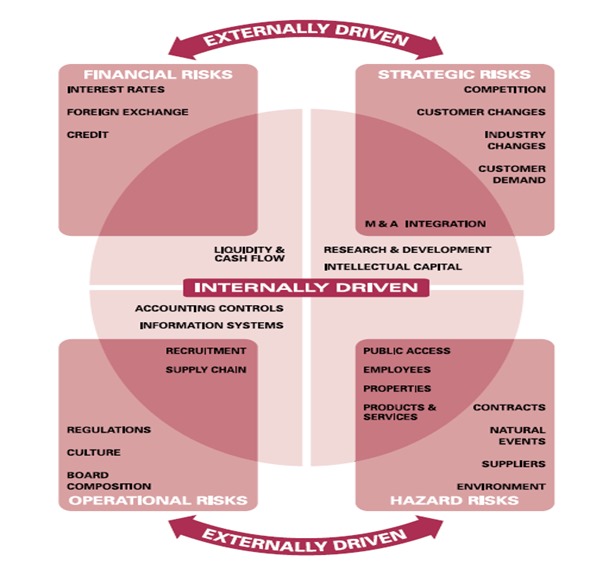 EXTERNALLY DRIVEN
FINANCIAL RISKS
INTEREST RATES
FOREIGN EXCHANGE
CREDIT
STRATEGIC RISKS
COMPETITION
CUSTOMER CHANGES
INDUSTRY
CHANGES
CUSTOMER
DEMAND
M & A INTEGRATION
LIQUIDITY &
CASH FLOW
RESEARCH & DEVELOPMENT
INTELLECTUAL CAPITAL
INTERNALLY DRIVEN
ACCOUNTING CONTROLS
INFORMATION SYSTEMS
RECRUITMENT
SUPPLY CHAIN
REGULATIONS
CULTURE
BOARD
COMPOSITION
OPERATIONAL RISKS
PUBLIC ACCESS
EMPLOYEES
PROPERTIES
PRODUCTS &
SERVICES
CONTRACTS
NATURAL
EVENTS
SUPPLIERS
ENVIRONMENT
HAZARD RISKS
EXTERNALLY DRIVEN